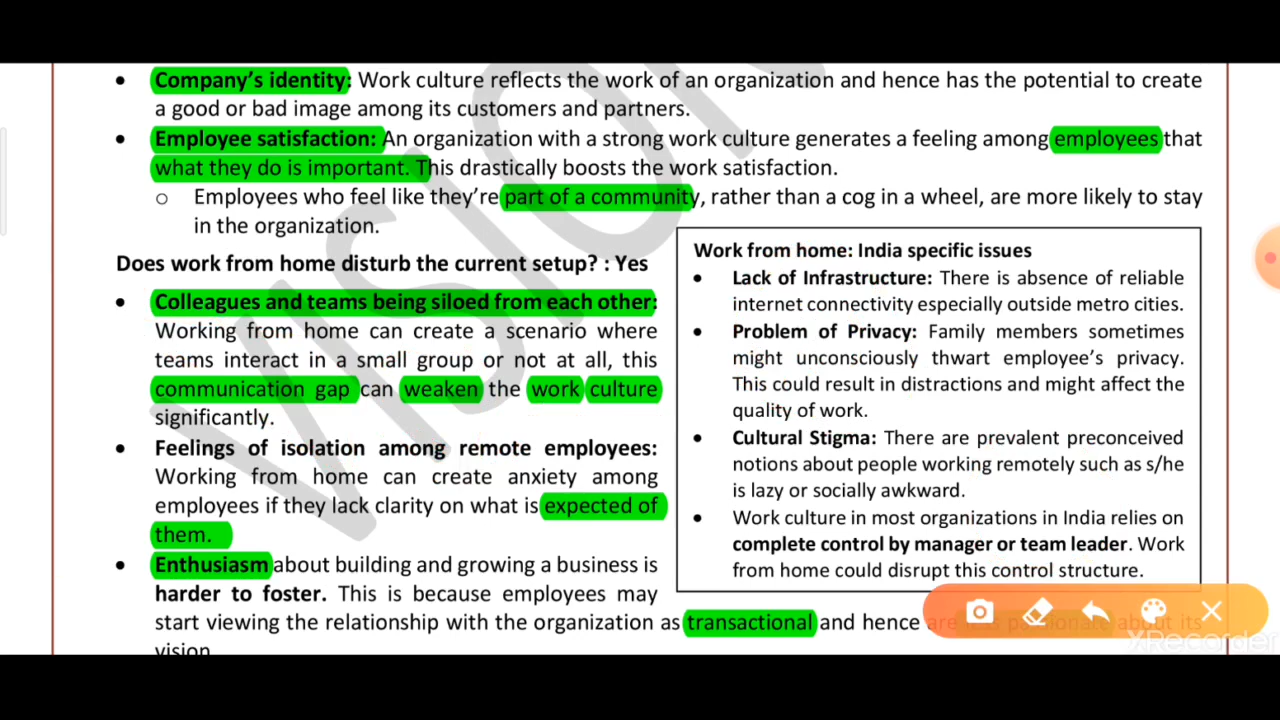 • Company's identity: Work culture reflects the work of an organization and hence has the potential to create
a good or bad image among its customers and partners.
• Employee satisfaction: An organization with a strong work culture generates a feeling among employees that
what they do is important. This drastically boosts the work satisfaction.
o Employees who feel like they're part of a community, rather than a cog in a wheel, are more likely to stay
in the organization.
Does work from home disturb the current setup? : Yes
• Colleagues and teams being siloed from each other:
Working from home can create a scenario where
teams interact in a small group or not at all, this
communication gap can weaken the work culture
significantly.
• Feelings of isolation among remote employees:
Working from home can create anxiety among
employees if they lack clarity on what is expected of
them.
• Enthusiasm about building and growing a business is
harder to foster. This is because employees may
start viewing the relationship with the organization as transactional and hence are less passionate about its
vision
Work from home: India specific issues
• Lack of Infrastructure: There is absence of reliable
internet connectivity especially outside metro cities.
• Problem of Privacy: Family members sometimes
might unconsciously thwart employee's privacy.
This could result in distractions and might affect the
quality of work.
• Cultural Stigma: There are prevalent preconceived
notions about people working remotely such as s/he
is lazy or socially awkward.
• Work culture in most organizations in India relies on
complete control by manager or team leader. Work
from home could disrupt this control structure.
VISION
XRecorder